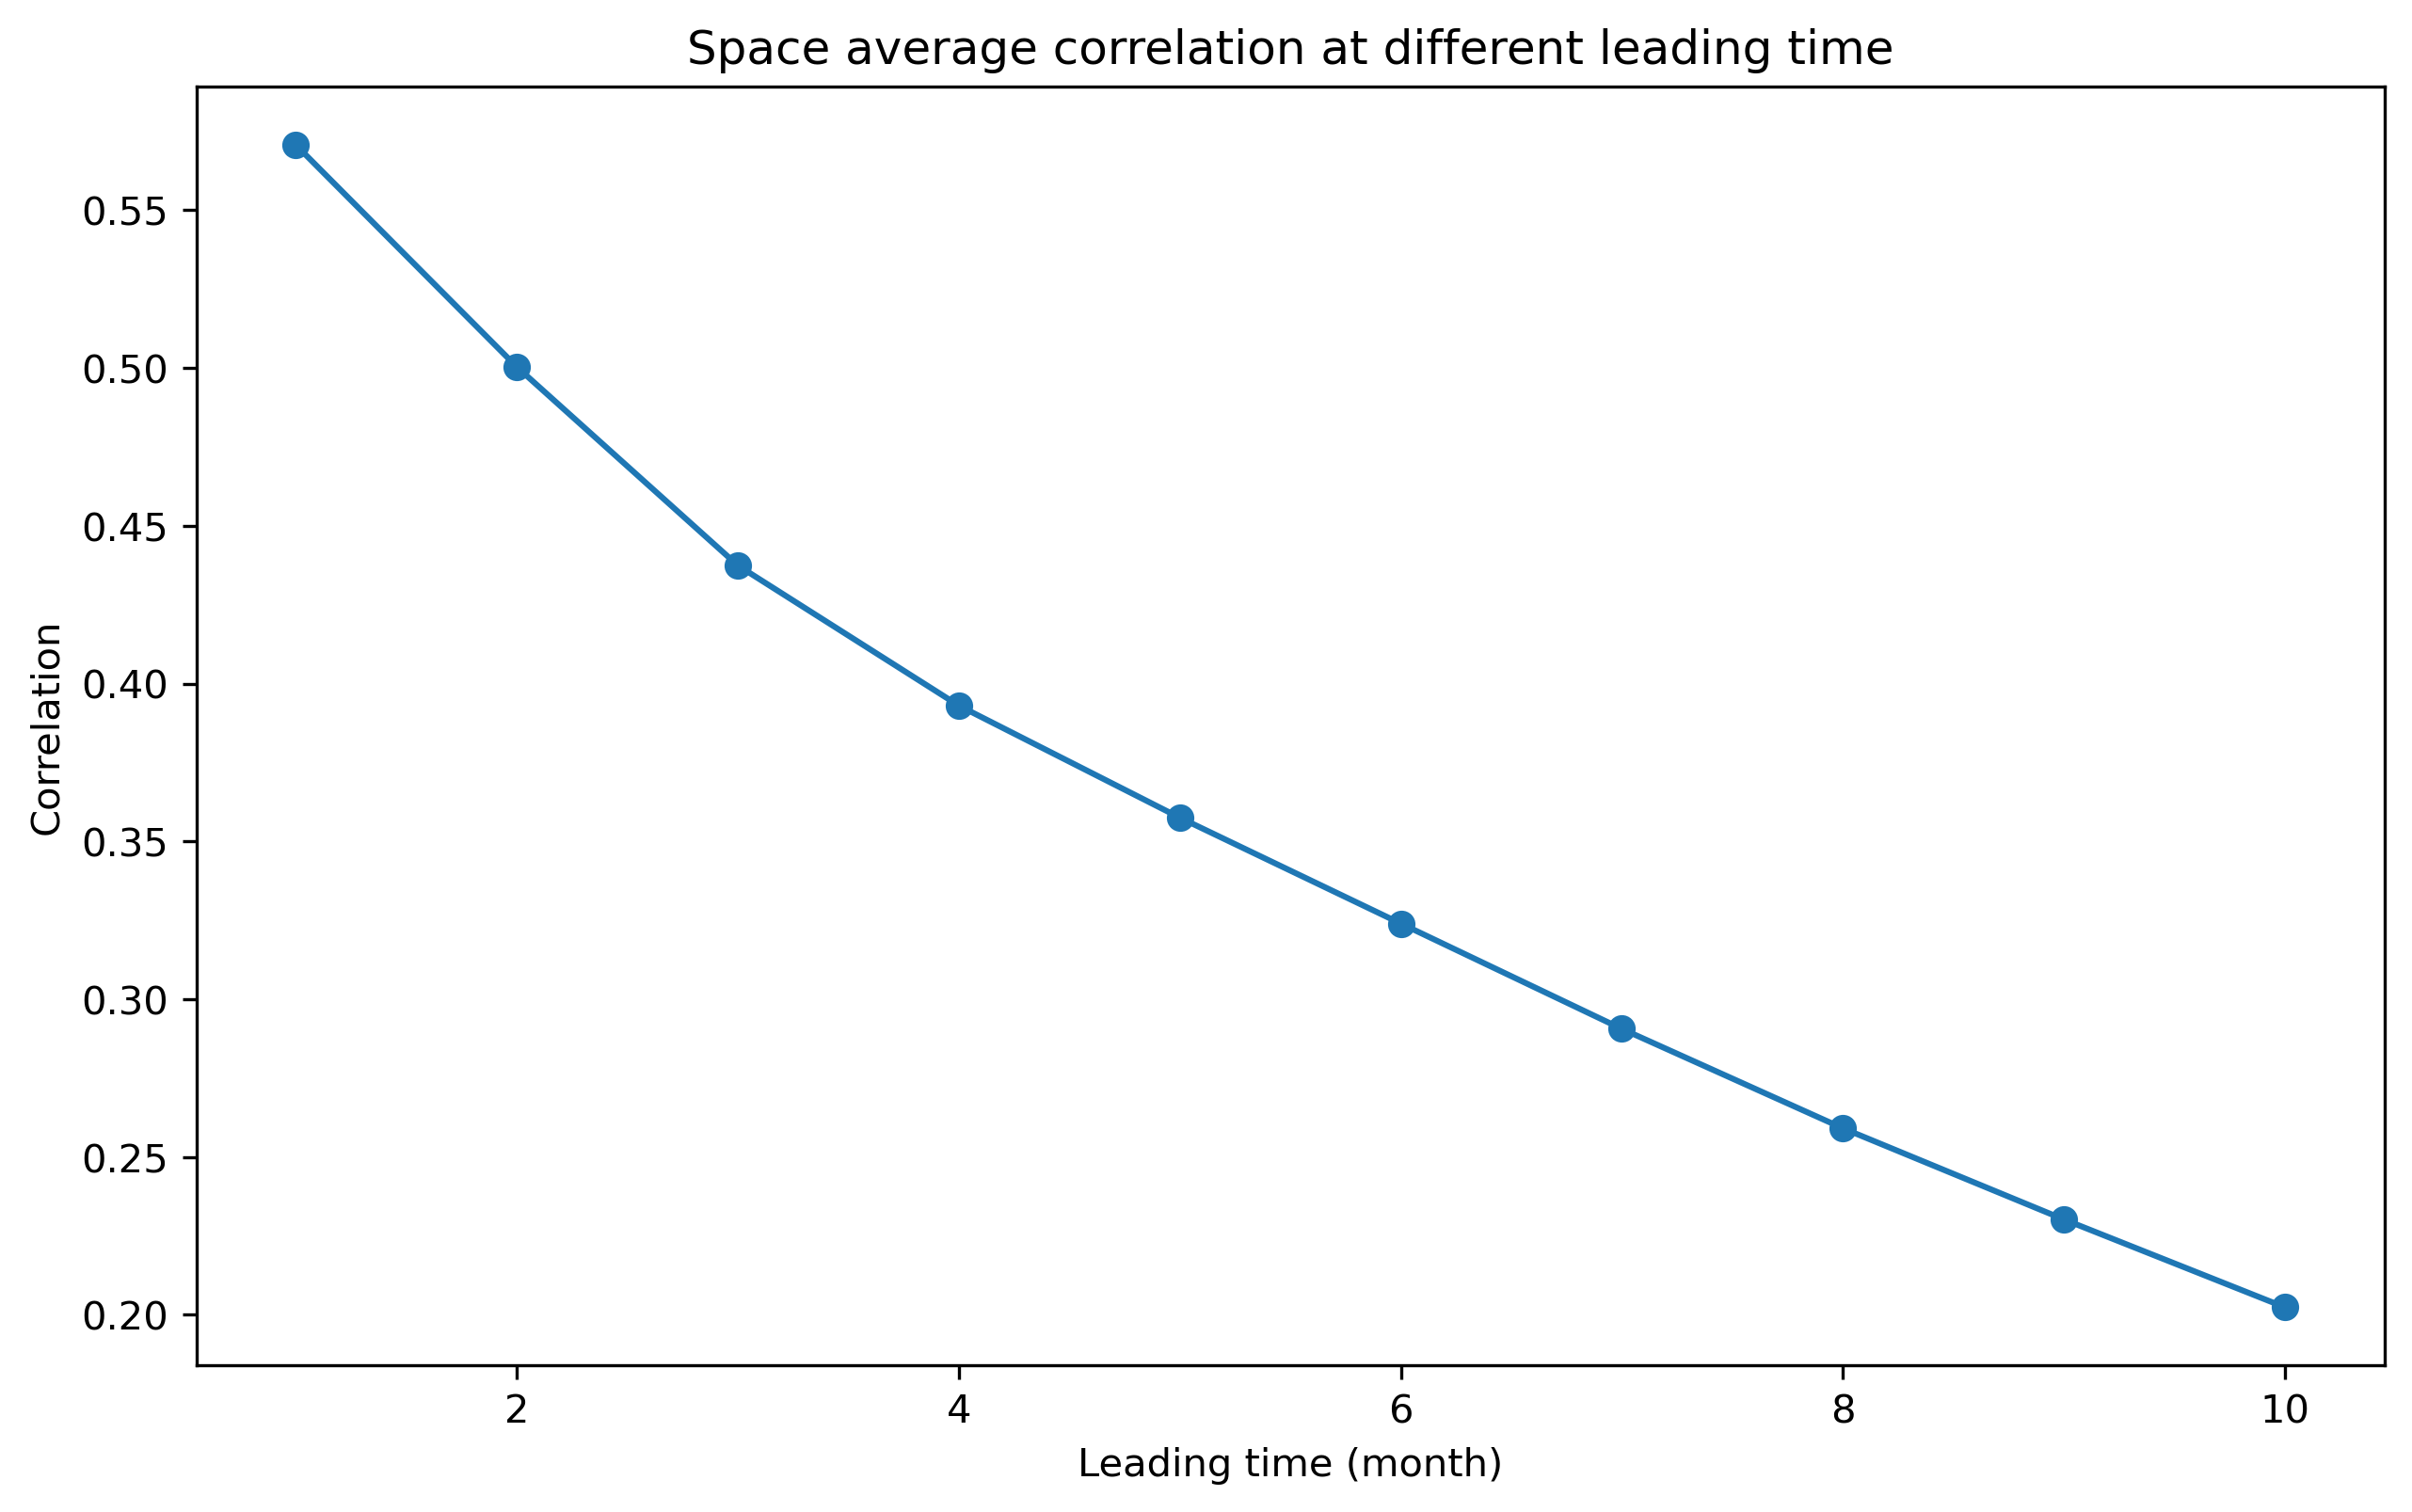 Space average correlation at different leading time
Correlation
0.55
0.50
0.45
0.40
0.35
0.30
0.25
0.20
2 4 6 8 10
Leading time (month)